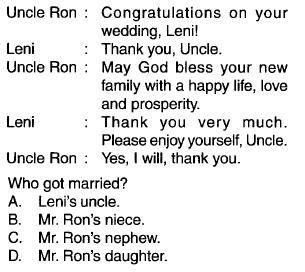 Uncle Ron : Congratulations on your
wedding, Leni!
Leni : Thank you, Uncle.
Uncle Ron : May God bless your new
family with a happy life, love
and prosperity.
Leni : Thank you very much.
Please enjoy yourself, Uncle.
Uncle Ron : Yes, I will, thank you.
Who got married?
A. Leni's uncle.
B. Mr. Ron's niece.
C. Mr. Ron's nephew.
D. Mr. Ron's daughter.